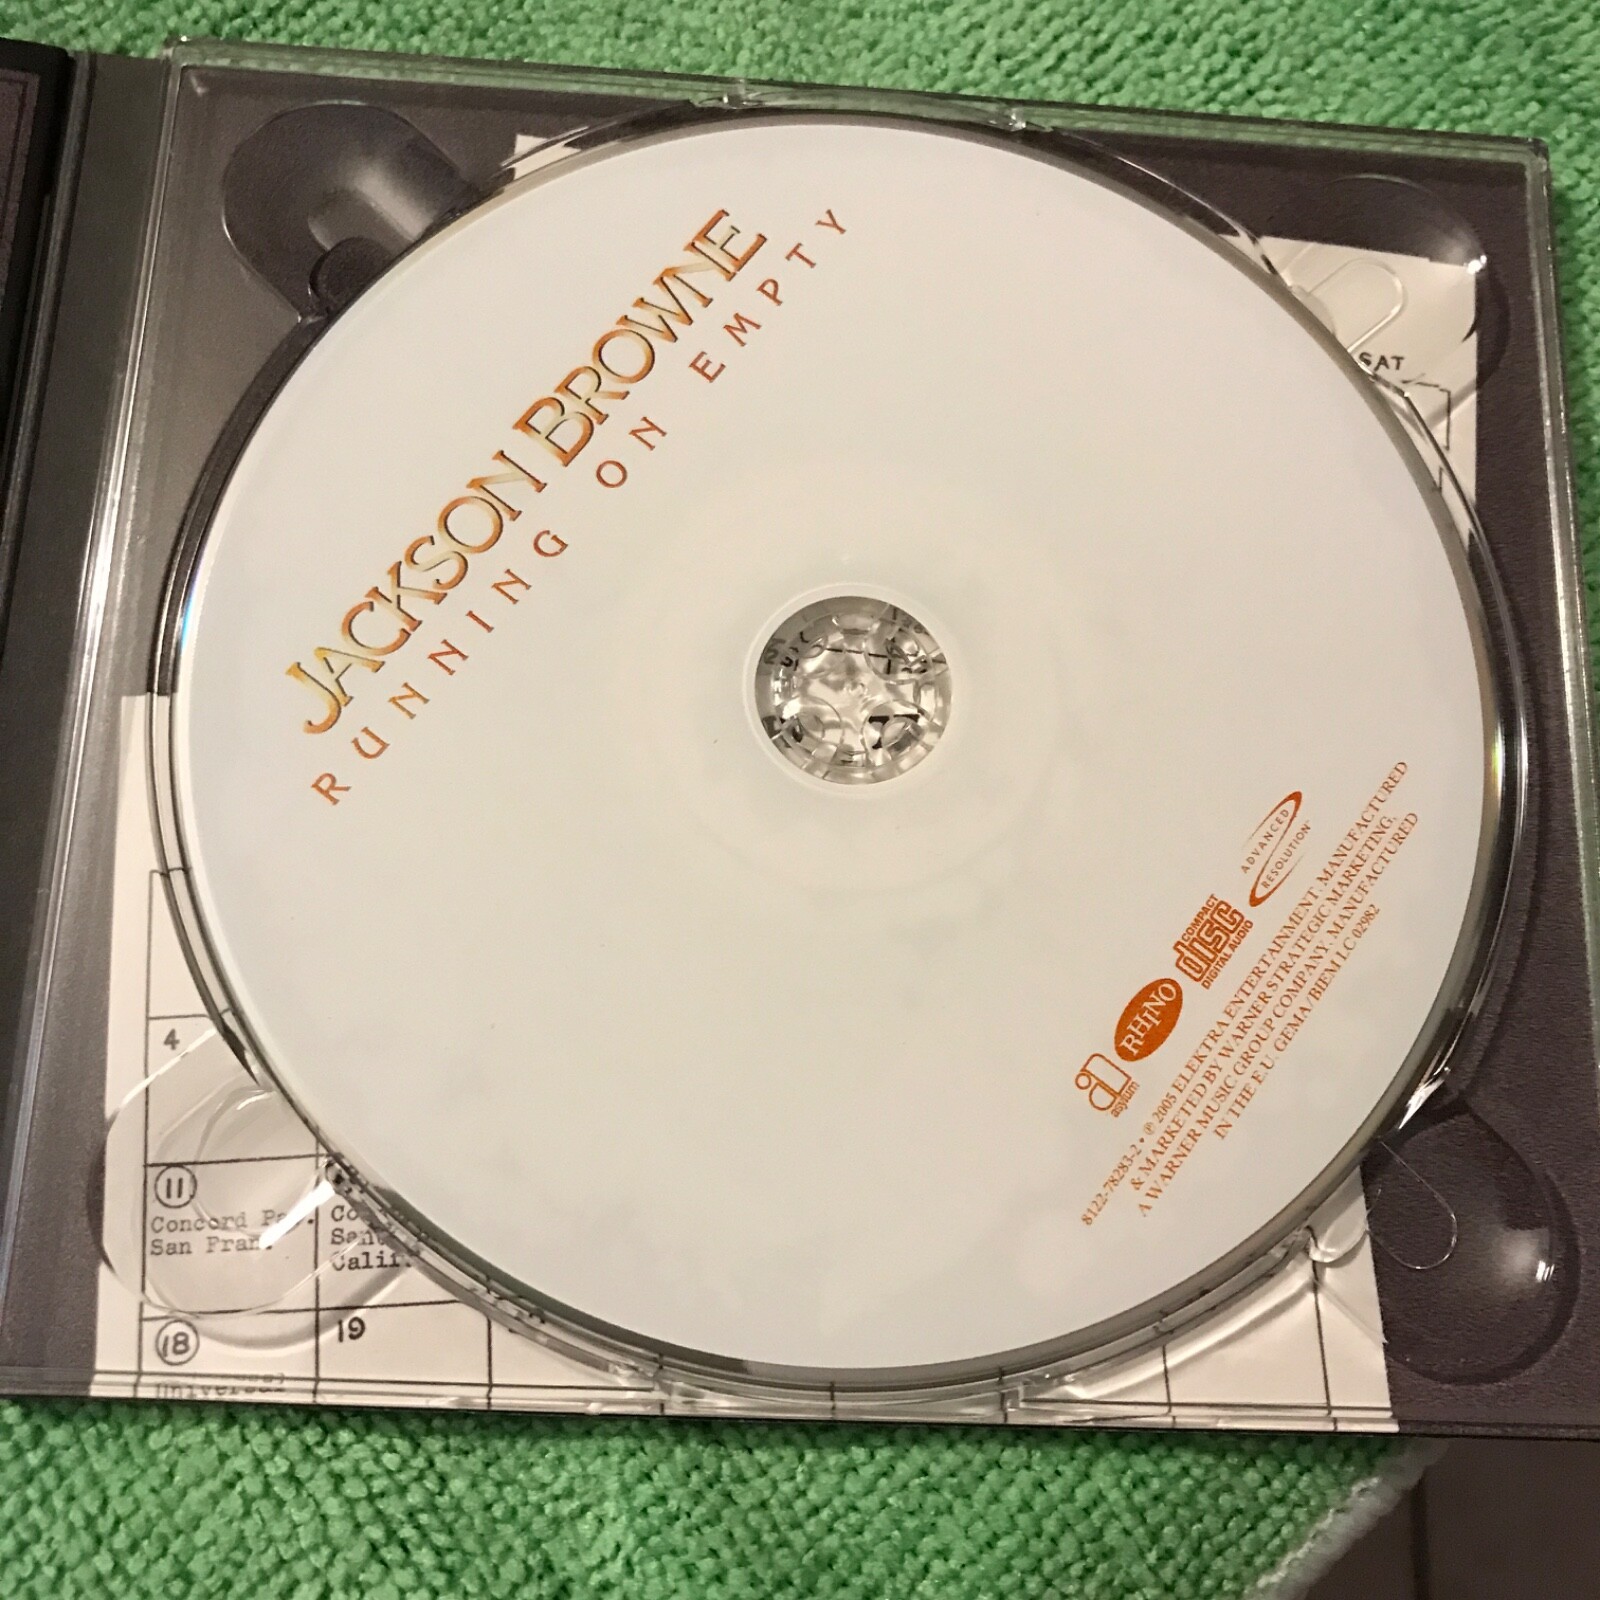 JACKSON BROWNE
RUNNING ON EMPTY
SAT
ADVANCED
RESOLUTION
COMPACT
disc
DIGITAL AUDIO
RHINO
asylum
8122-78283-2 • ℗ 2005 ELEKTRA ENTERTAINMENT. MANUFACTURED
& MARKETED BY WARNER STRATEGIC MARKETING,
A WARNER MUSIC GROUP COMPANY. MANUFACTURED
IN THE E.U. GEMA/BIEM LC 02982
4
11
Concord
San Fran.
18
19
Universal